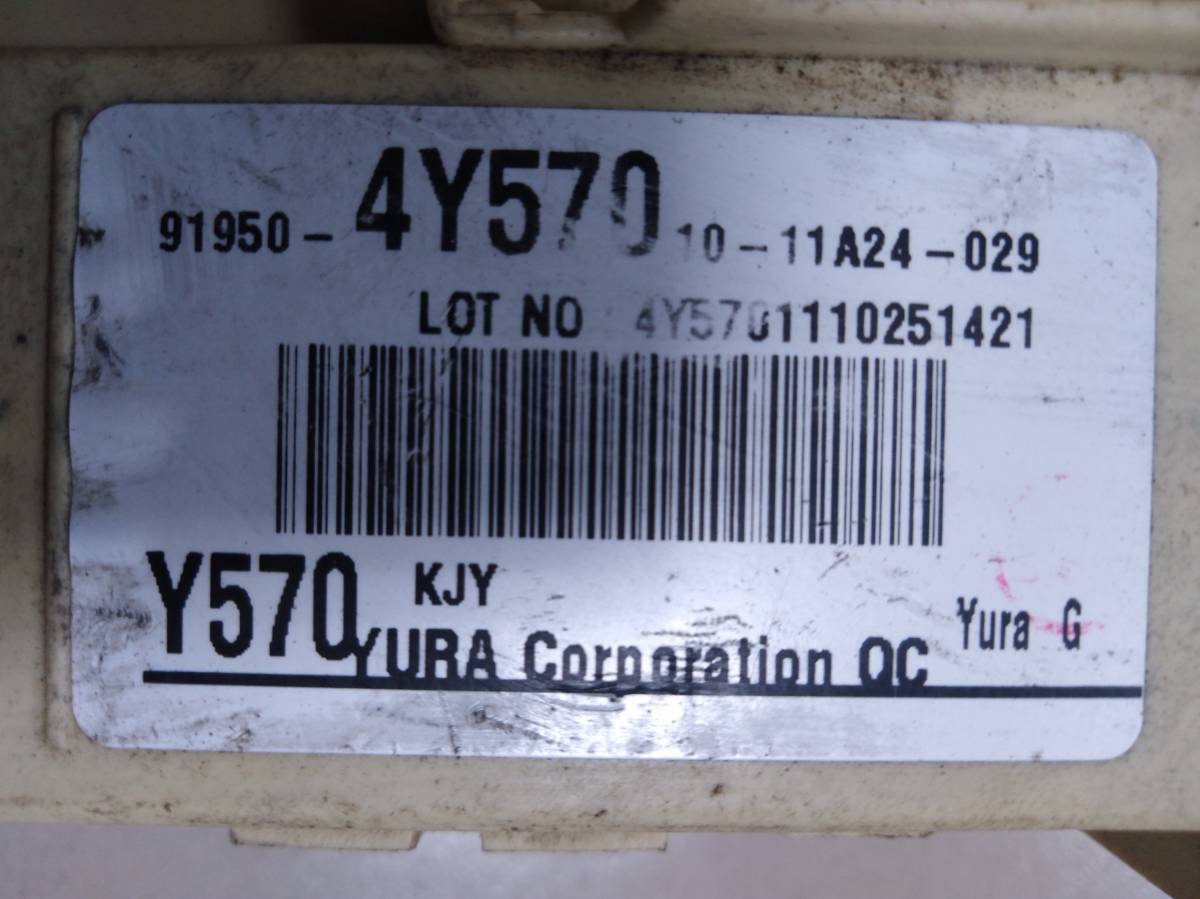 91950-4Y570 10-11A24-029
LOT NO 4Y5701110251421
Y570 KJY
YURA Corporation QC Yura G